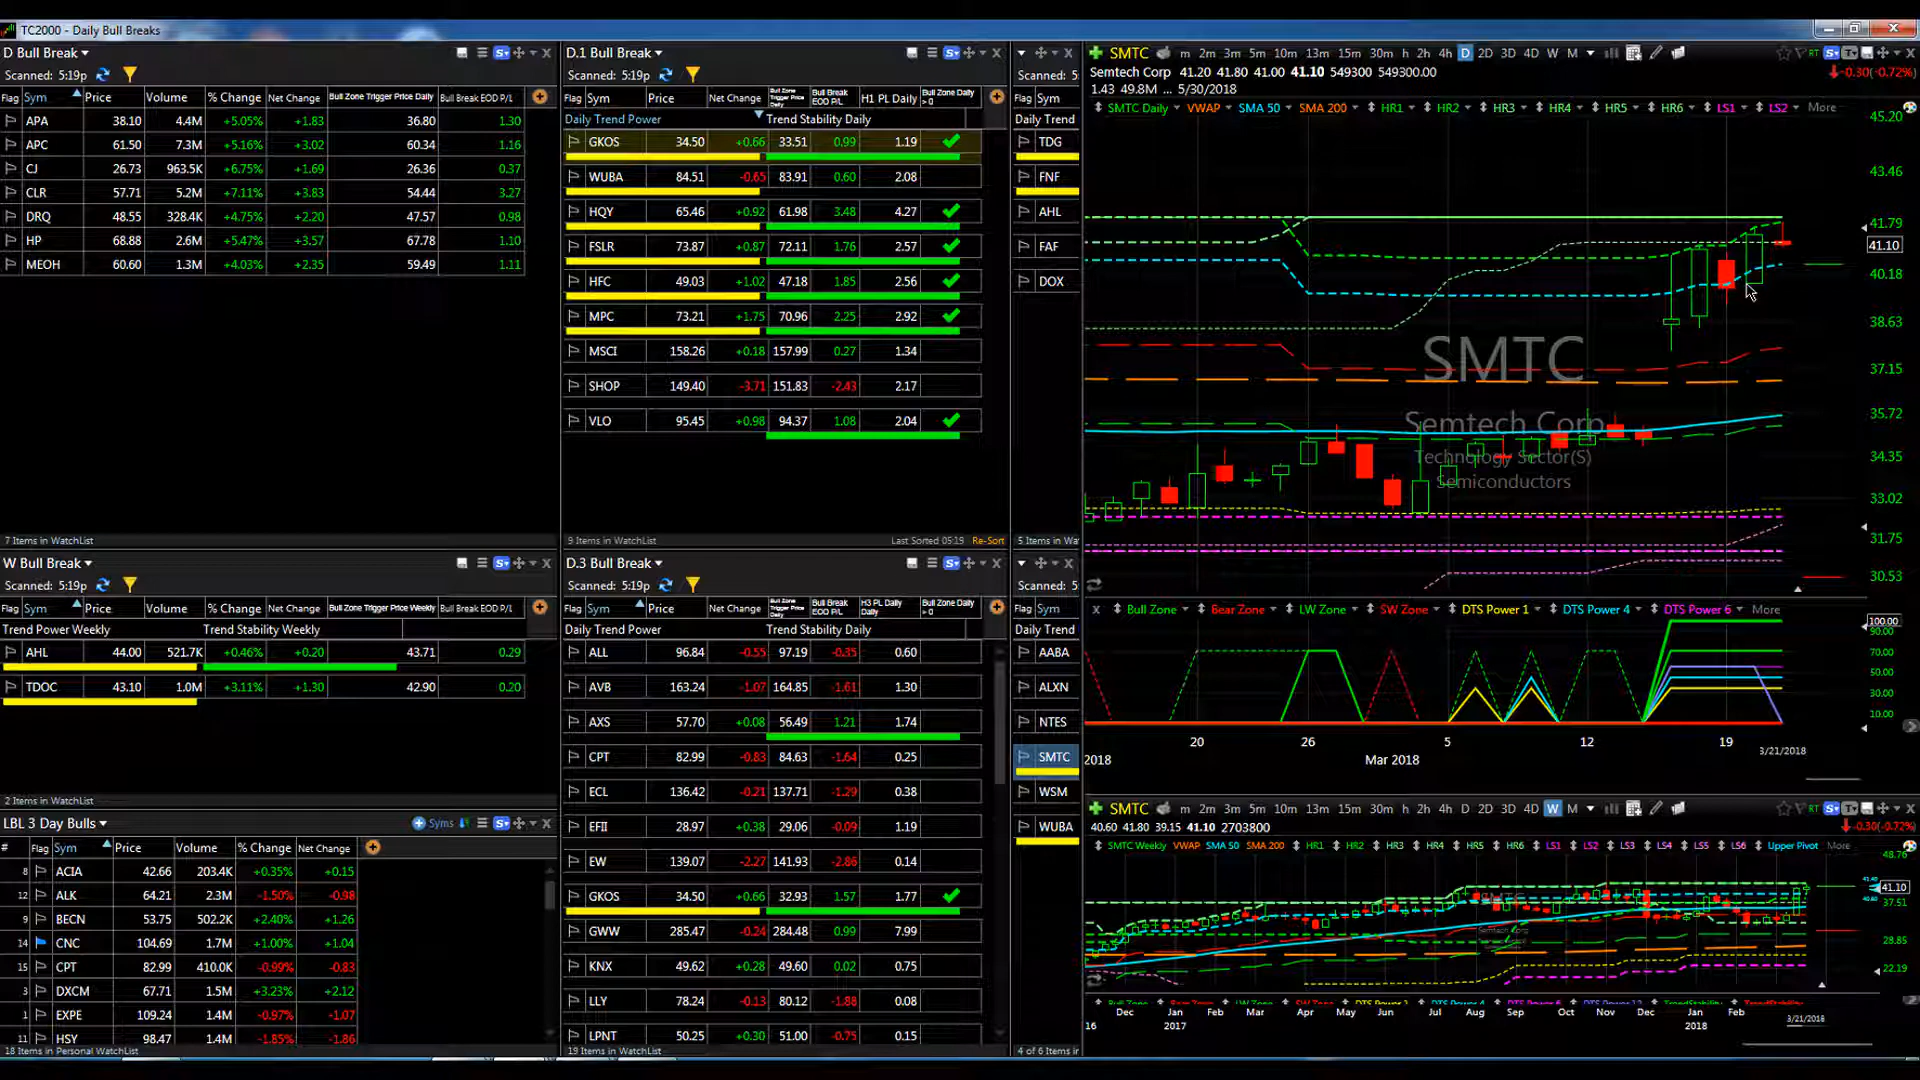 TC2000 - Daily Bull Breaks
D Bull Break
Scanned: 5:19p
Flag Sym Price Volume % Change Net Change Bull Zone Trigger Price Daily Bull Break EOD P/L
APA 38.10 4.4M +5.05% +1.83 36.80 1.30
APC 61.50 7.3M +5.16% +3.02 60.34 1.16
CJ 26.73 963.5K +6.75% +1.69 26.36 0.37
CLR 57.71 5.2M +7.11% +3.83 54.44 3.27
DRQ 48.55 328.4K +4.75% +2.20 47.57 0.98
HP 68.88 2.6M +5.47% +3.57 67.78 1.10
MEOH 60.60 1.3M +4.03% +2.35 59.49 1.11
7 Items in WatchList
W Bull Break
Scanned: 5:19p
Flag Sym Price Volume % Change Net Change Bull Zone Trigger Price Weekly Bull Break EOD P/L
Trend Power Weekly Trend Stability Weekly
AHL 44.00 521.7K +0.46% +0.20 43.71 0.29
TDOC 43.10 1.0M +3.11% +1.30 42.90 0.20
2 Items in WatchList
LBL 3 Day Bulls
Syms
# Flag Sym Price Volume % Change Net Change
8 ACIA 42.66 203.4K +0.35% +0.15
12 ALK 64.21 2.3M -1.50% -0.98
9 BECN 53.75 502.2K +2.40% +1.26
14 CNC 104.69 1.7M +1.00% +1.04
15 CPT 82.99 410.0K -0.99% -0.83
3 DXCM 67.71 1.5M +3.23% +2.12
1 EXPE 109.24 1.4M -0.97% -1.07
11 HSY 98.47 1.4M -1.85% -1.86
18 Items in Personal WatchList
D.1 Bull Break
Scanned: 5:19p
Flag Sym Price Net Change Bull Zone Trigger Price Daily Bull Break EOD P/L H1 PL Daily Bull Zone Daily > 0
Daily Trend Power Trend Stability Daily
GKOS 34.50 +0.66 33.51 0.99 1.19
WUBA 84.51 -0.65 83.91 0.60 2.08
HQY 65.46 +0.92 61.98 3.48 4.27
FSLR 73.87 +0.87 72.11 1.76 2.57
HFC 49.03 +1.02 47.18 1.85 2.56
MPC 73.21 +1.75 70.96 2.25 2.92
MSCI 158.26 +0.18 157.99 0.27 1.34
SHOP 149.40 -3.71 151.83 -2.43 2.17
VLO 95.45 +0.98 94.37 1.08 2.04
9 Items in WatchList Last Sorted 05:19 Re-Sort
D.3 Bull Break
Scanned: 5:19p
Flag Sym Price Net Change Bull Zone Trigger Price Daily Bull Break EOD P/L H3 PL Daily Daily Bull Zone Daily > 0
Daily Trend Power Trend Stability Daily
ALL 96.84 -0.55 97.19 -0.35 0.60
AVB 163.24 -1.07 164.85 -1.61 1.30
AXS 57.70 +0.08 56.49 1.21 1.74
CPT 82.99 -0.83 84.63 -1.64 0.25
ECL 136.42 -0.21 137.71 -1.29 0.38
EFII 28.97 +0.38 29.06 -0.09 1.19
EW 139.07 -2.27 141.93 -2.86 0.14
GKOS 34.50 +0.66 32.93 1.57 1.77
GWW 285.47 -0.24 284.48 0.99 7.99
KNX 49.62 +0.28 49.60 0.02 0.75
LLY 78.24 -0.13 80.12 -1.88 0.08
LPNT 50.25 +0.30 51.00 -0.75 0.15
19 Items in WatchList
Scanned: 5
Flag Sym
Daily Trend
TDG
FNF
AHL
FAF
DOX
5 Items in Wa
Scanned: 5
Flag Sym
Daily Trend
AABA
ALXN
NTES
SMTC
WSM
WUBA
4 of 6 Items in
SMTC m 2m 3m 5m 10m 13m 15m 30m h 2h 4h D 2D 3D 4D W M RT
Semtech Corp 41.20 41.80 41.00 41.10 549300 549300.00 -0.30(-0.72%)
1.43 49.8M ... 5/30/2018
SMTC Daily VWAP SMA 50 SMA 200 HR1 HR2 HR3 HR4 HR5 HR6 LS1 LS2 More
45.20
43.46
41.79
41.10
40.18
38.63
37.15
35.72
34.35
33.02
31.75
30.53
SMTC
Semtech Corp
Technology Sector(S)
Semiconductors
X Bull Zone Bear Zone LW Zone SW Zone DTS Power 1 DTS Power 4 DTS Power 6 More
100.00
90.00
70.00
50.00
30.00
10.00
20 26 5 12 19
2018 Mar 2018 3/21/2018
SMTC m 2m 3m 5m 10m 13m 15m 30m h 2h 4h D 2D 3D 4D W M RT
40.60 41.80 39.15 41.10 2703800 -0.30(-0.72%)
SMTC Weekly VWAP SMA 50 SMA 200 HR1 HR2 HR3 HR4 HR5 HR6 LS1 LS2 LS3 LS4 LS5 LS6 Upper Pivot More
48.76
41.10
37.51
28.85
22.19
SMTC
Dec Jan Feb Mar Apr May Jun Jul Aug Sep Oct Nov Dec Jan Feb
16 2017 2018 3/21/2018